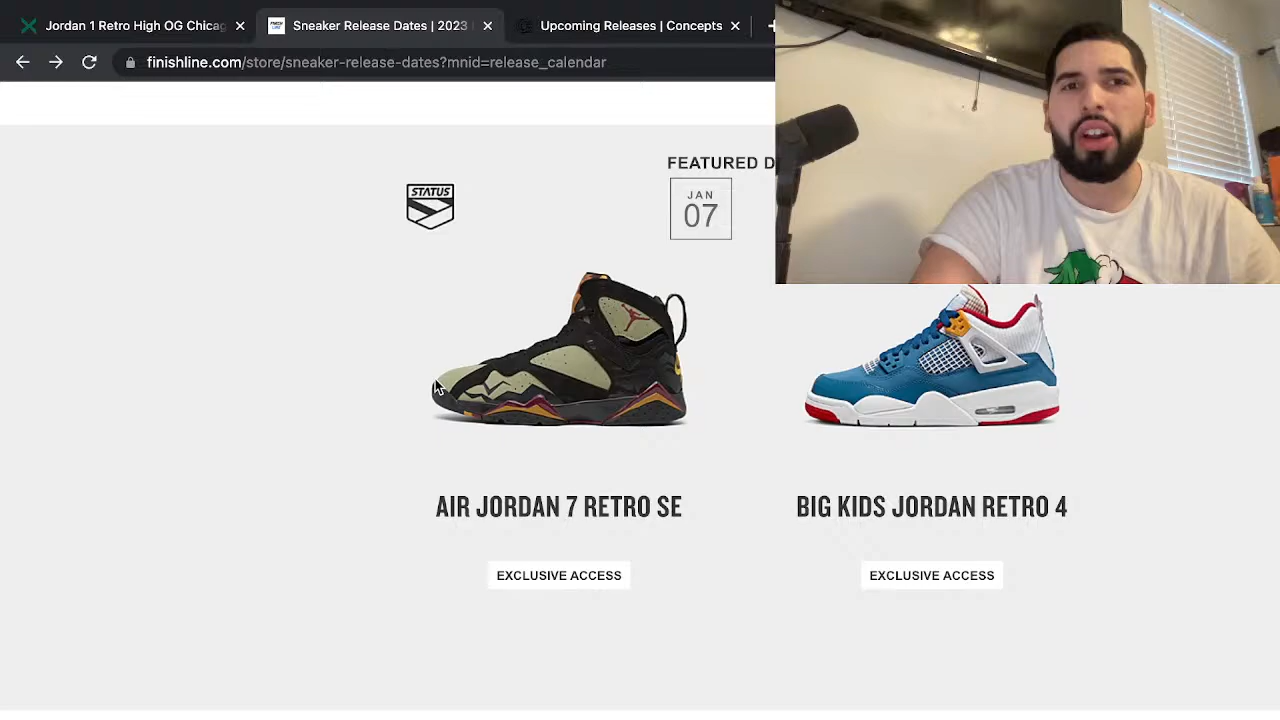 Jordan 1 Retro High OG Chicag
Sneaker Release Dates | 2023
Upcoming Releases | Concepts
finishline.com/store/sneaker-release-dates?mnid=release_calendar
FEATURED D
STATUS
JAN
07
AIR JORDAN 7 RETRO SE
BIG KIDS JORDAN RETRO 4
EXCLUSIVE ACCESS
EXCLUSIVE ACCESS